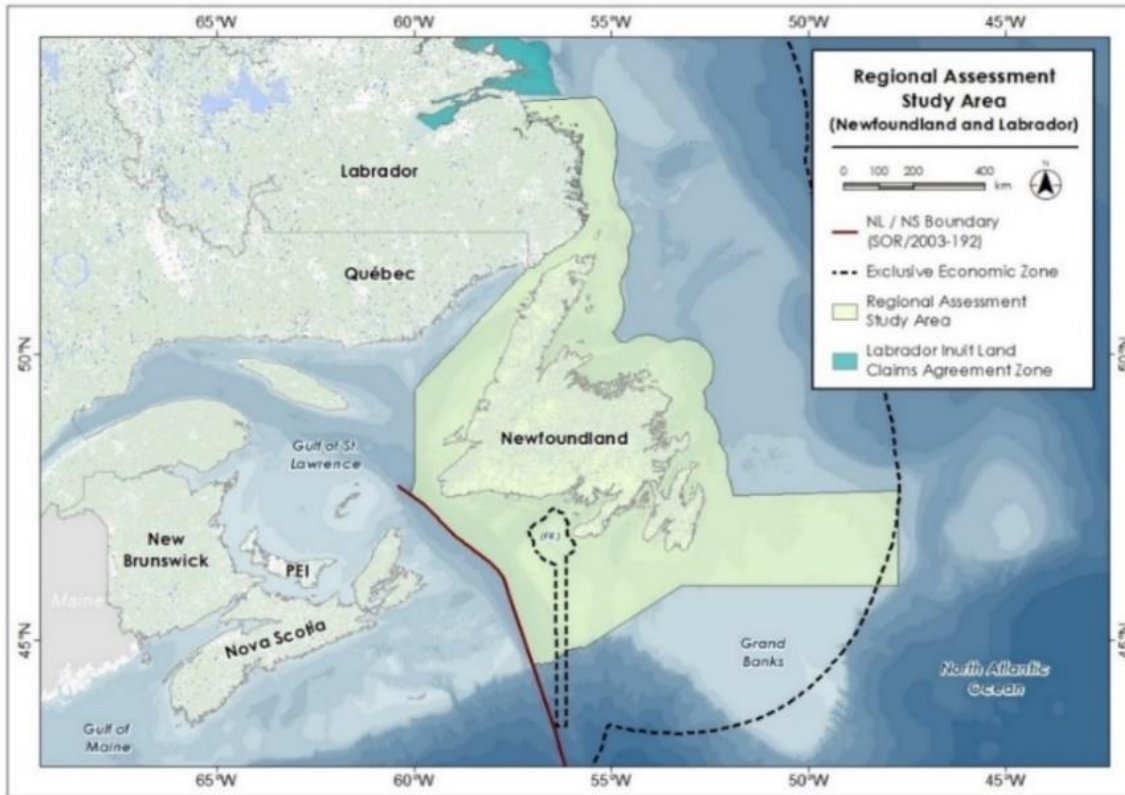 65°W
60°W
55°W
50°W
45°W
Regional Assessment
Study Area
(Newfoundland and Labrador)
0 100 200 400
km
N
NL / NS Boundary
(SOR/2003-192)
Exclusive Economic Zone
Regional Assessment
Study Area
Labrador Inuit Land
Claims Agreement Zone
Labrador
Québec
50°N
50°N
Newfoundland
Gulf of St.
Lawrence
(FR.)
New
Brunswick
PEI
Maine
Nova Scotia
45°N
45°N
Grand
Banks
North Atlantic
Ocean
Gulf of
Maine
65°W
60°W
55°W
50°W
45°W